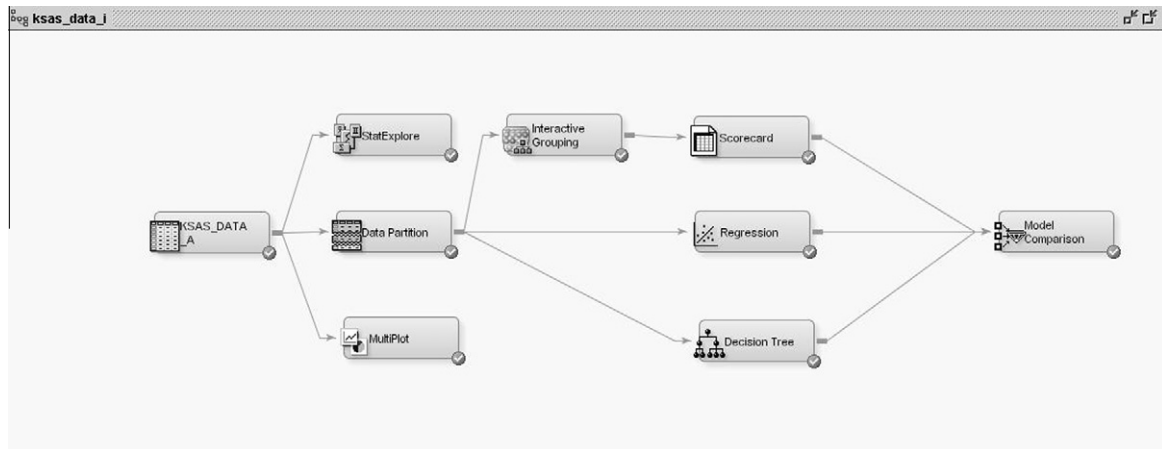 ksas_data_i
StatExplore
Interactive
Grouping
Scorecard
KSAS_DATA
_A
Data Partition
Regression
Model
Comparison
MultiPlot
Decision Tree